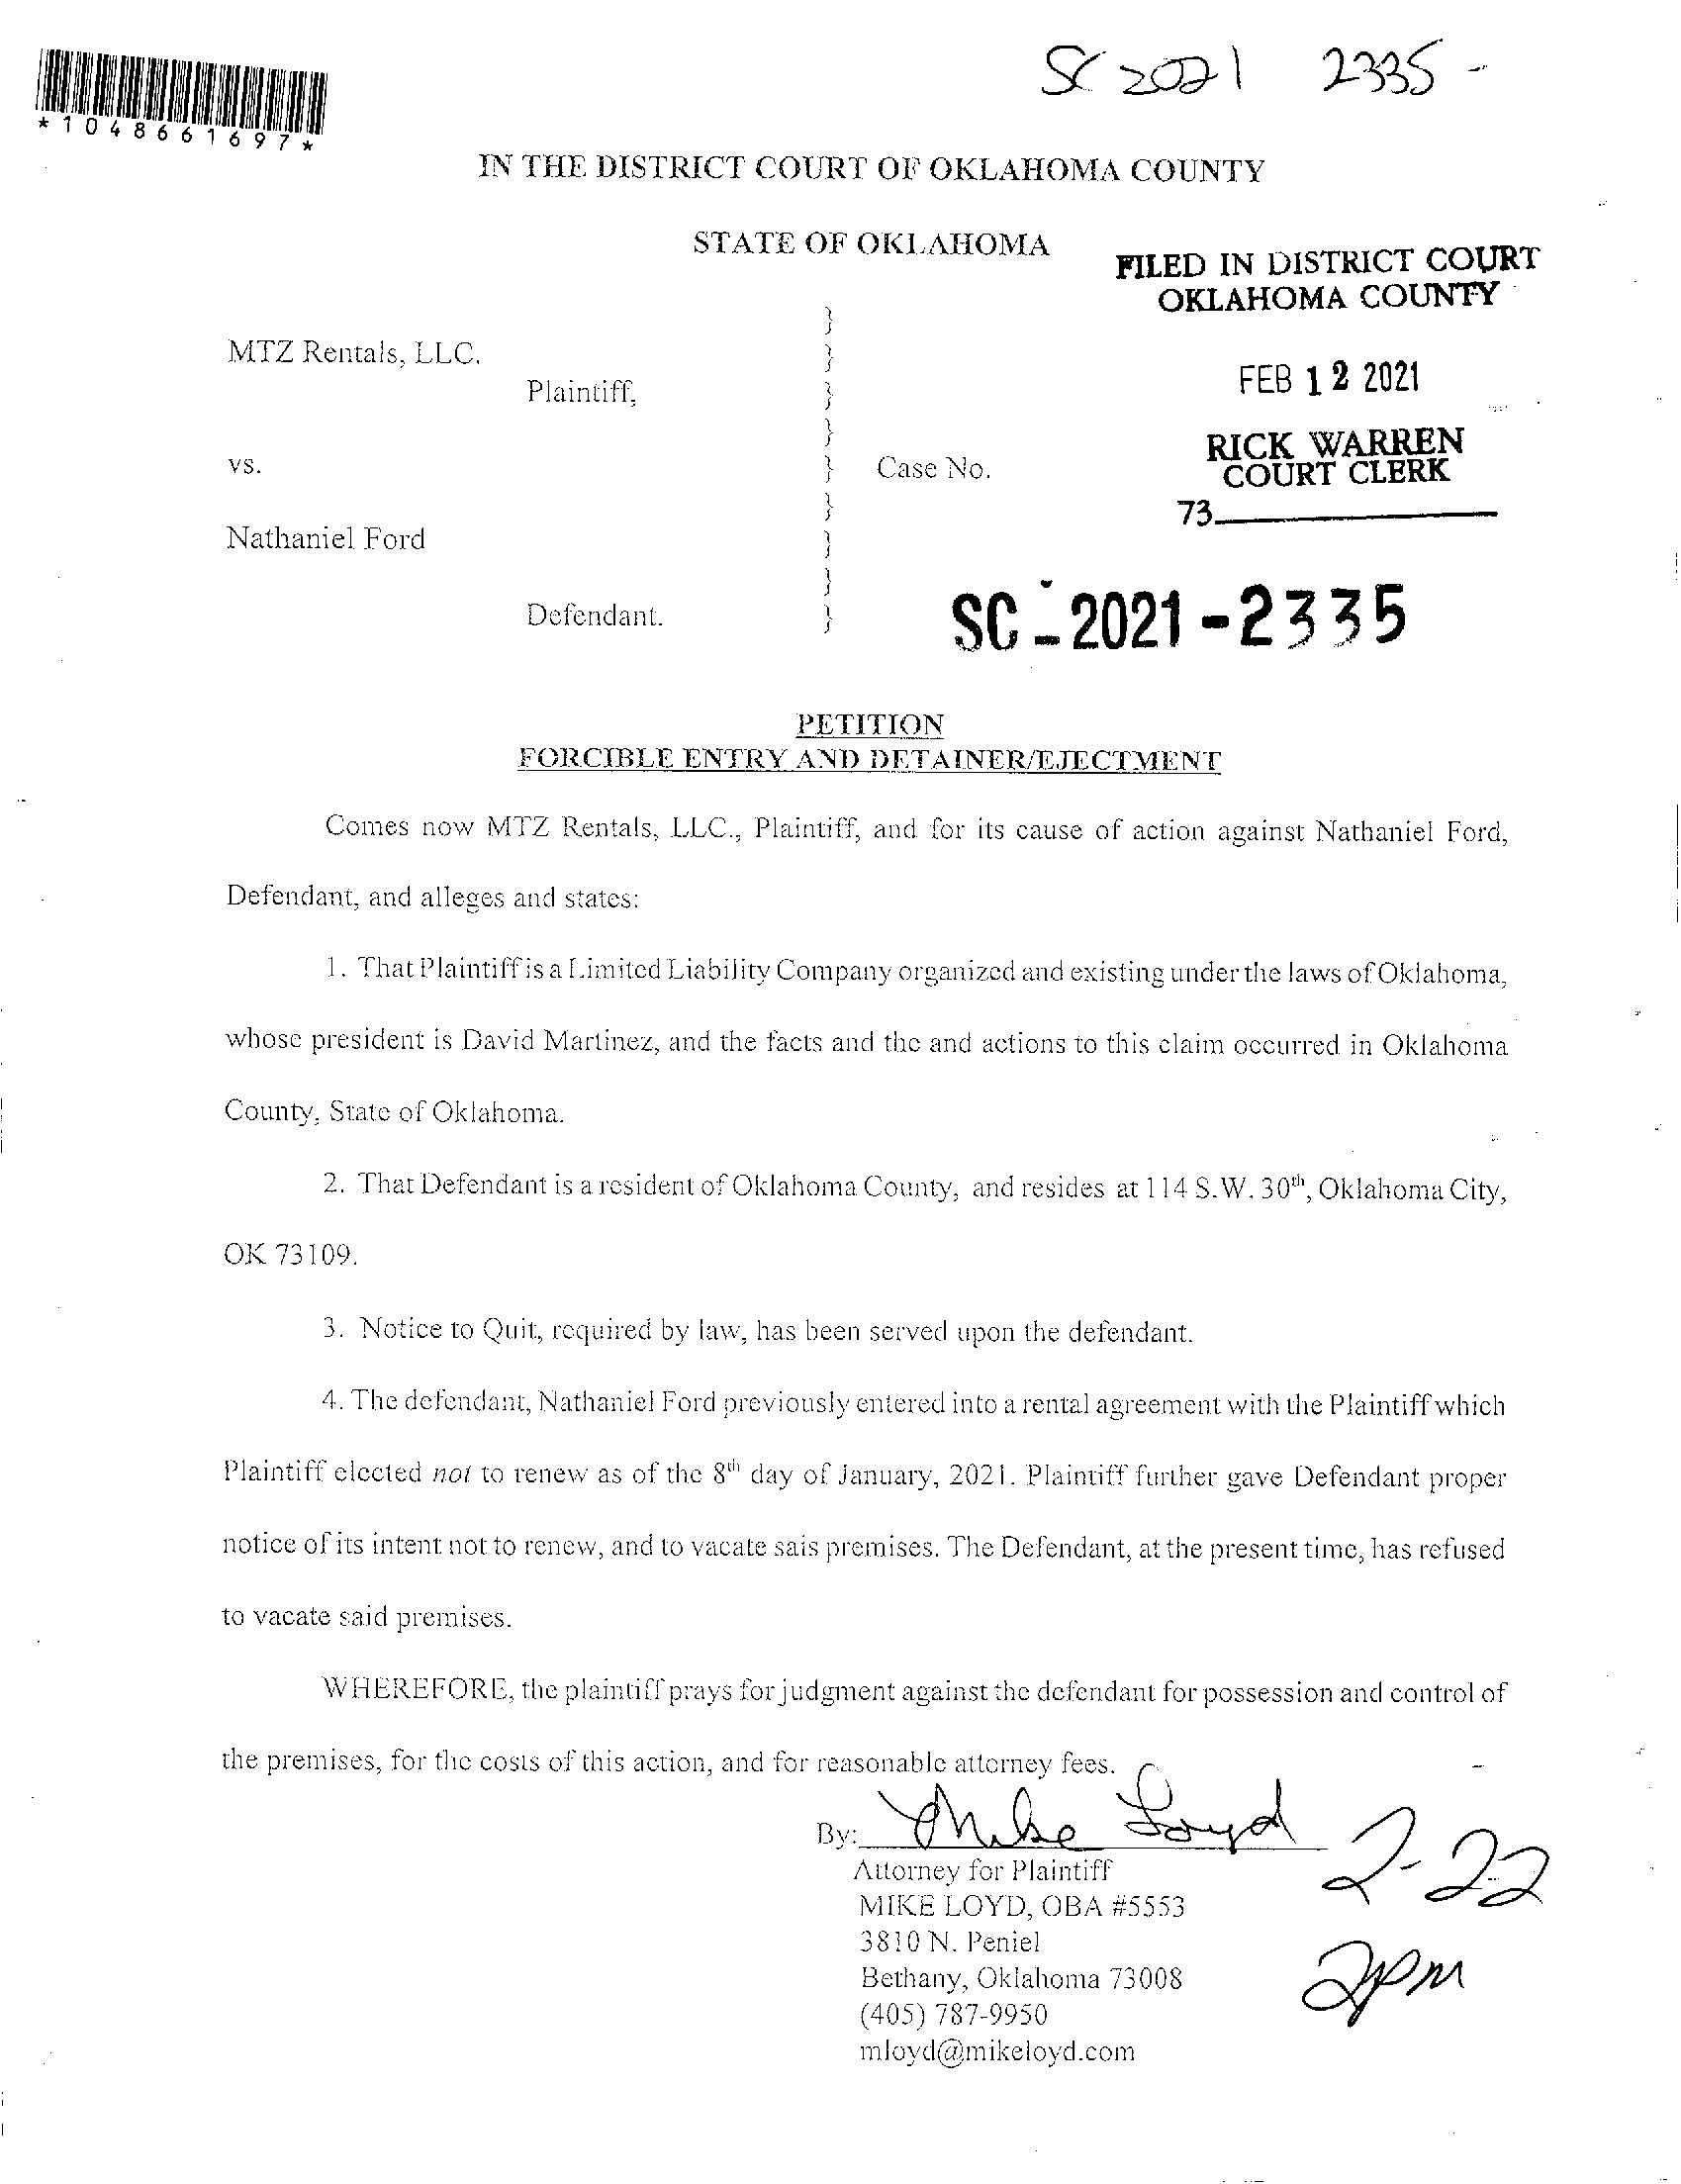 SC 2021 2335 -
*1048661697*
IN THE DISTRICT COURT OF OKLAHOMA COUNTY
STATE OF OKLAHOMA
FILED IN DISTRICT COURT
OKLAHOMA COUNTY
FEB 12 2021
RICK WARREN
COURT CLERK
73
MTZ Rentals, LLC.
Plaintiff,
vs.
Case No.
Nathaniel Ford
Defendant.
SC - 2021 - 2335
PETITION
FORCIBLE ENTRY AND DETAINER/EJECTMENT
Comes now MTZ Rentals, LLC., Plaintiff, and for its cause of action against Nathaniel Ford,
Defendant, and alleges and states:
1. That Plaintiff is a Limited Liability Company organized and existing under the laws of Oklahoma,
whose president is David Martinez, and the facts and the and actions to this claim occurred in Oklahoma
County, State of Oklahoma.
2. That Defendant is a resident of Oklahoma County, and resides at 114 S.W. 30th, Oklahoma City,
OK 73109.
3. Notice to Quit, required by law, has been served upon the defendant.
4. The defendant, Nathaniel Ford previously entered into a rental agreement with the Plaintiff which
Plaintiff elected not to renew as of the 8th day of January, 2021. Plaintiff further gave Defendant proper
notice of its intent not to renew, and to vacate sais premises. The Defendant, at the present time, has refused
to vacate said premises.
WHEREFORE, the plaintiff prays for judgment against the defendant for possession and control of
the premises, for the costs of this action, and for reasonable attorney fees.
By: Mike Loyd
Attorney for Plaintiff
MIKE LOYD, OBA #5553
3810 N. Peniel
Bethany, Oklahoma 73008
(405) 787-9950
mloyd@mikeloyd.com
2-22
2pm